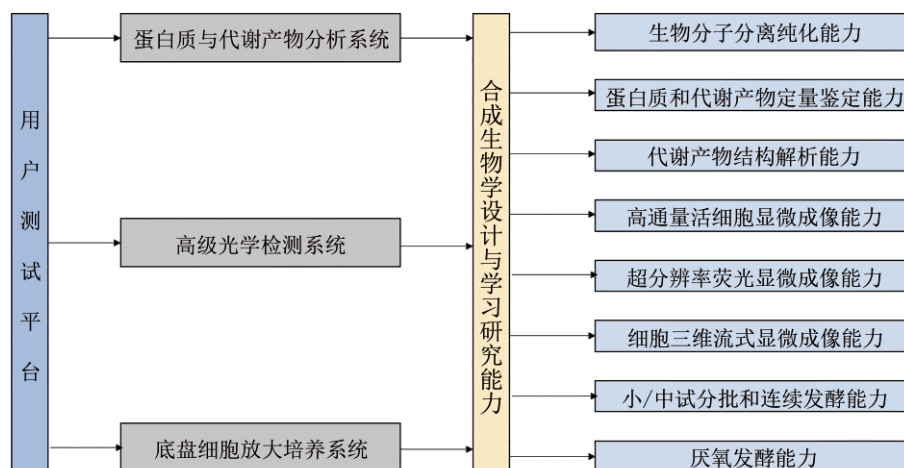 用户测试平台
蛋白质与代谢产物分析系统
高级光学检测系统
底盘细胞放大培养系统
合成生物学设计与学习研究能力
生物分子分离纯化能力
蛋白质和代谢产物定量鉴定能力
代谢产物结构解析能力
高通量活细胞显微成像能力
超分辨率荧光显微成像能力
细胞三维流式显微成像能力
小/中试分批和连续发酵能力
厌氧发酵能力